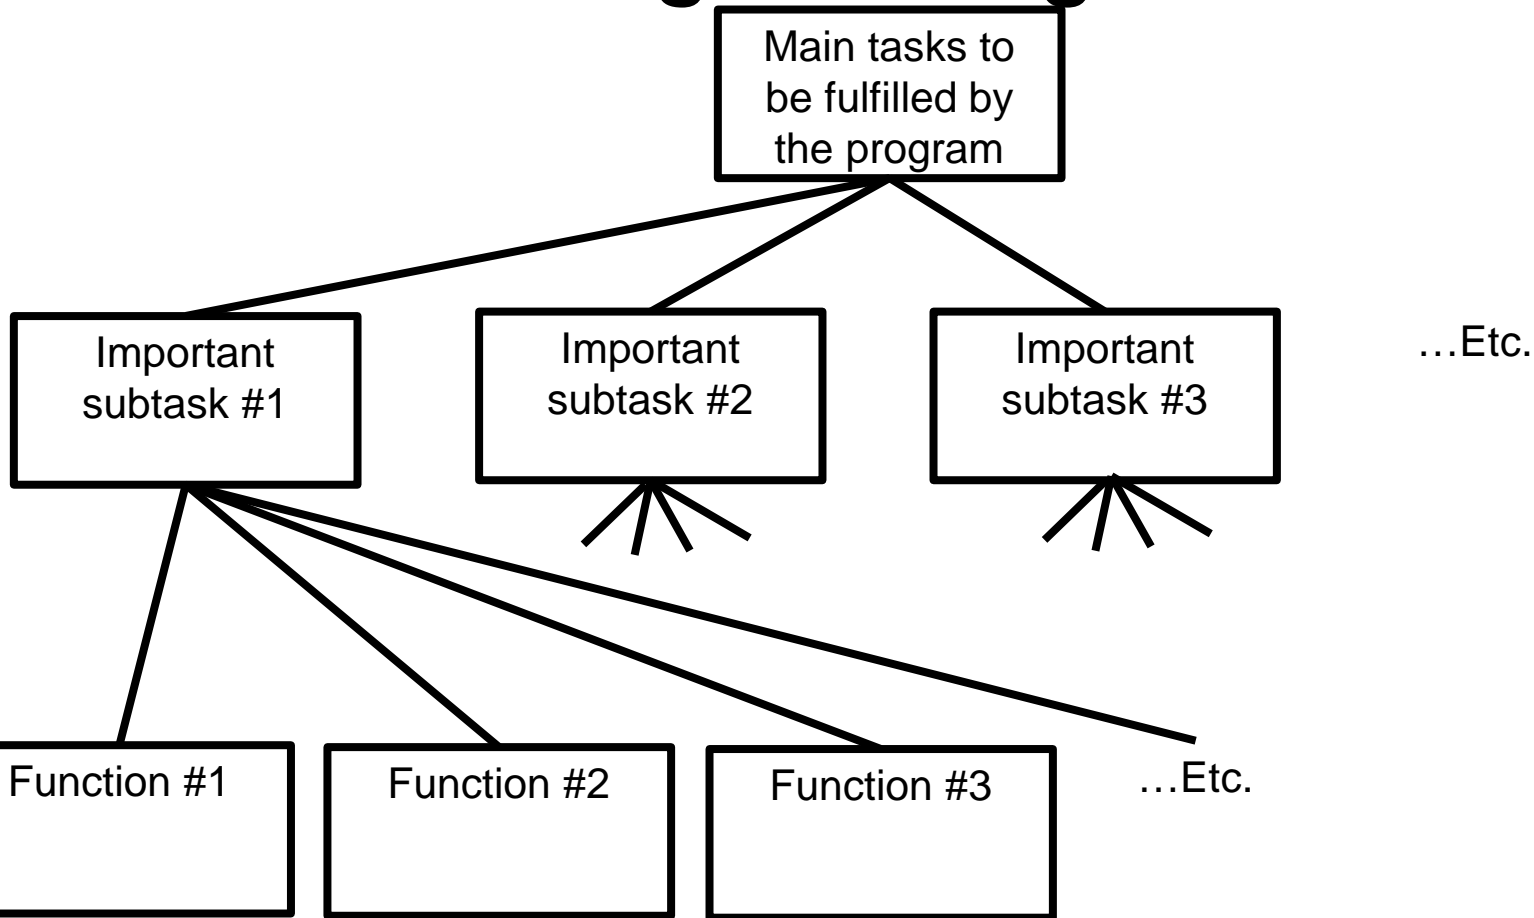 Main tasks to
be fulfilled by
the program
Important
subtask #1
Important
subtask #2
Important
subtask #3
…Etc.
Function #1
Function #2
Function #3
…Etc.